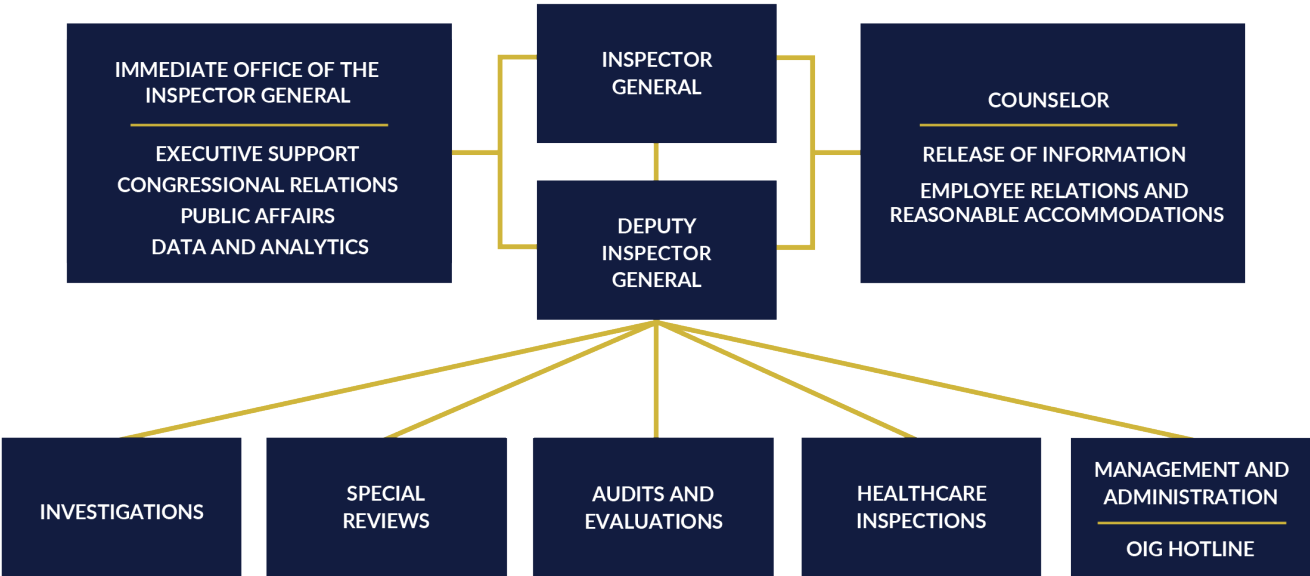 IMMEDIATE OFFICE OF THE
INSPECTOR GENERAL
EXECUTIVE SUPPORT
CONGRESSIONAL RELATIONS
PUBLIC AFFAIRS
DATA AND ANALYTICS
INSPECTOR
GENERAL
DEPUTY
INSPECTOR
GENERAL
COUNSELOR
RELEASE OF INFORMATION
EMPLOYEE RELATIONS AND
REASONABLE ACCOMMODATIONS
INVESTIGATIONS
SPECIAL
REVIEWS
AUDITS AND
EVALUATIONS
HEALTHCARE
INSPECTIONS
MANAGEMENT AND
ADMINISTRATION
OIG HOTLINE